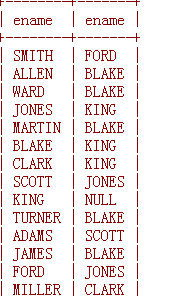 +--------+-------+
| ename | ename |
+--------+-------+
| SMITH | FORD |
| ALLEN | BLAKE |
| WARD | BLAKE |
| JONES | KING |
| MARTIN | BLAKE |
| BLAKE | KING |
| CLARK | KING |
| SCOTT | JONES |
| KING | NULL |
| TURNER | BLAKE |
| ADAMS | SCOTT |
| JAMES | BLAKE |
| FORD | JONES |
| MILLER | CLARK |